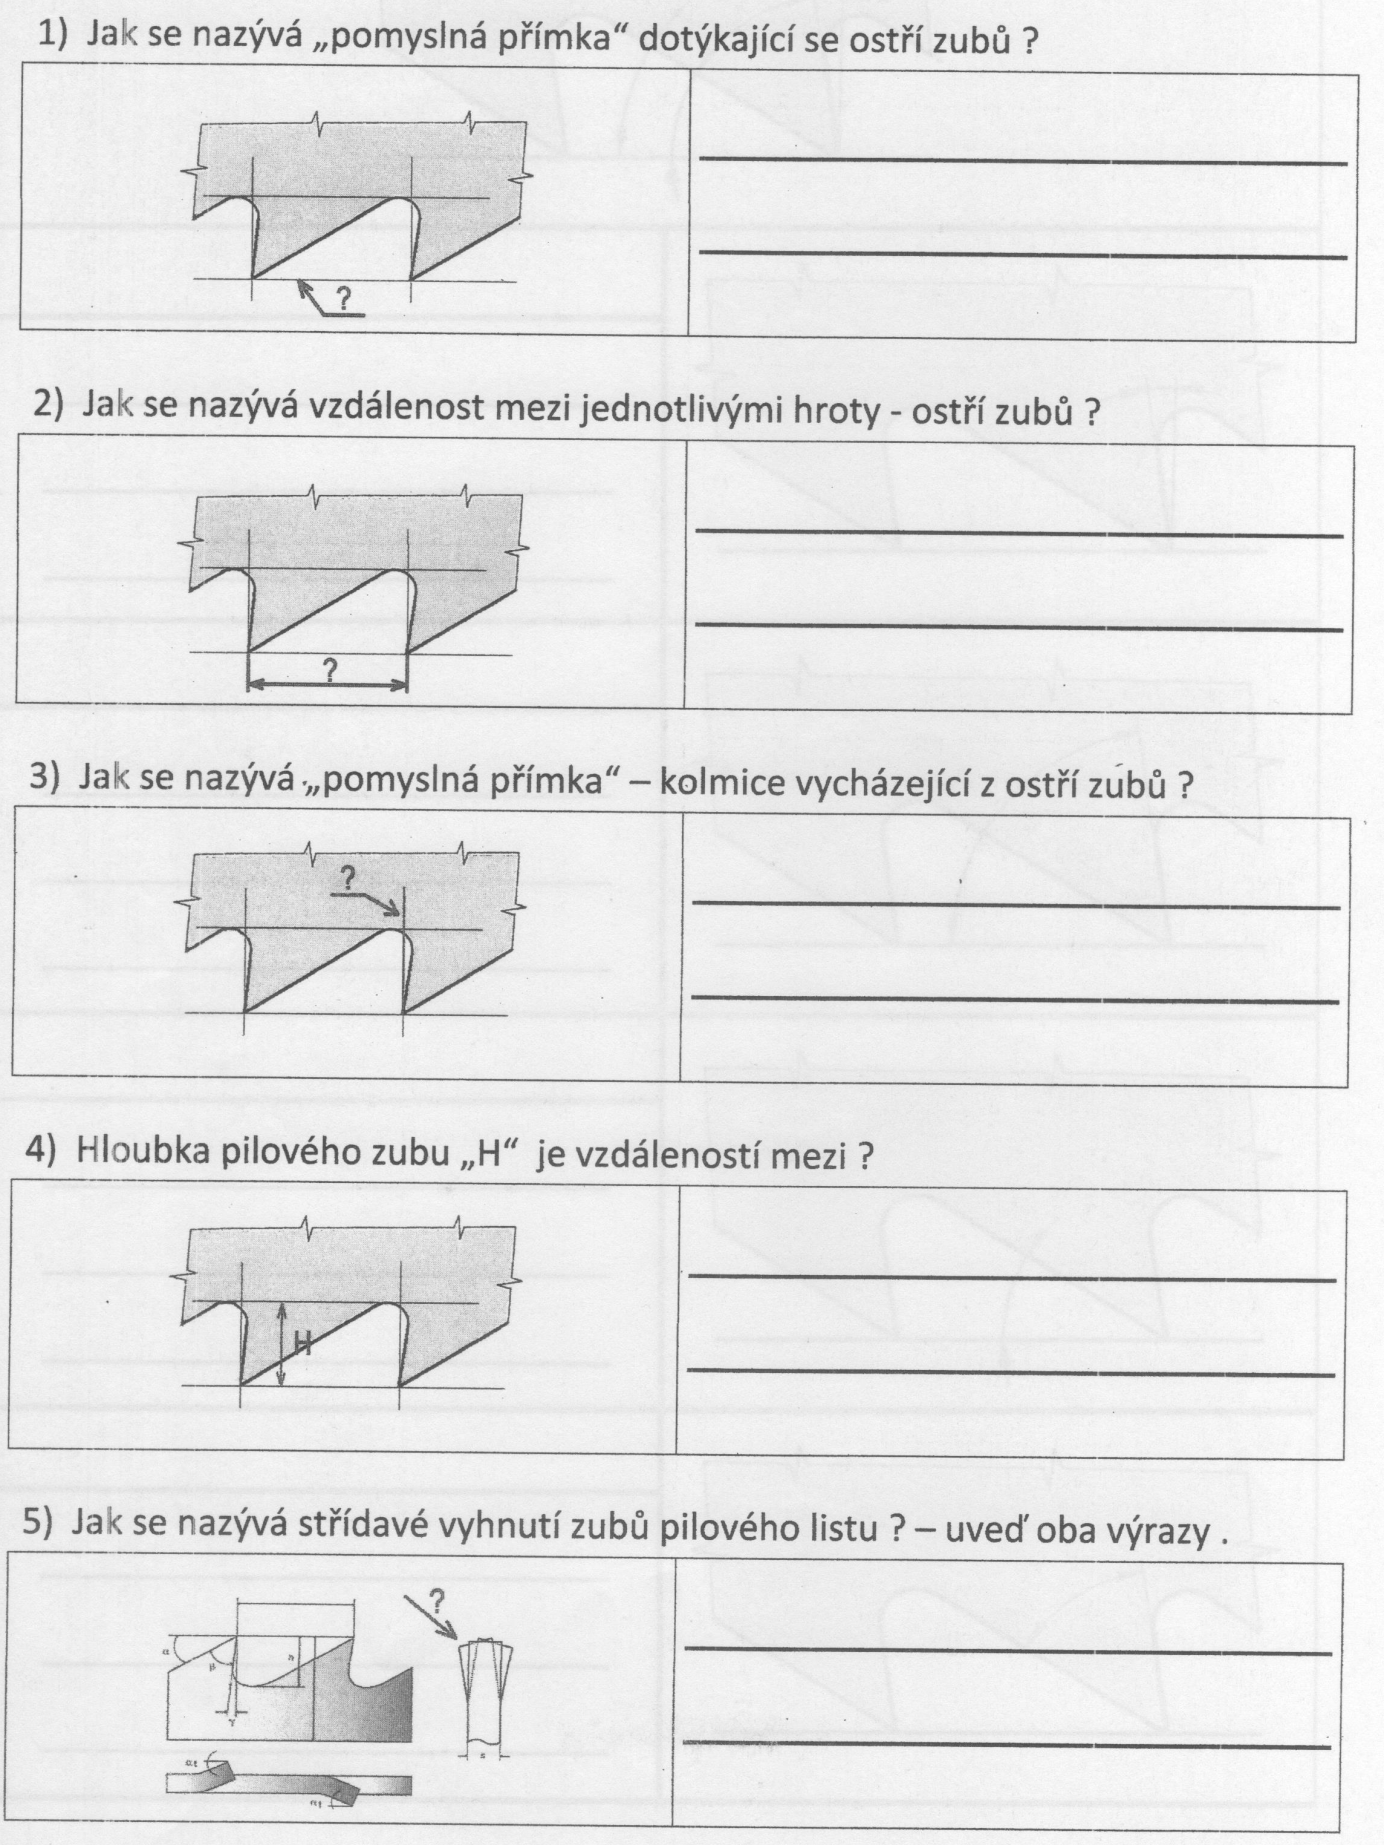 1) Jak se nazývá „pomyslná přímka“ dotýkající se ostří zubů ?
?
2) Jak se nazývá vzdálenost mezi jednotlivými hroty - ostří zubů ?
?
3) Jak se nazývá „pomyslná přímka“ – kolmice vycházející z ostří zubů ?
?
4) Hloubka pilového zubu „H“ je vzdáleností mezi ?
H
5) Jak se nazývá střídavé vyhnutí zubů pilového listu ? – uveď oba výrazy .
?
α
β
γ
s
α1
α1